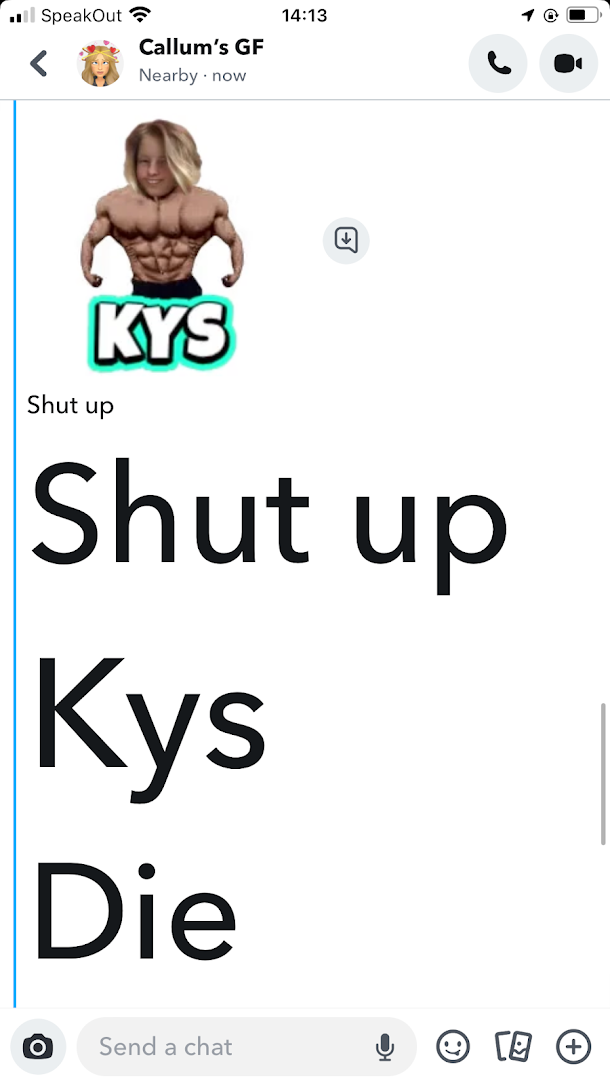 SpeakOut 14:13
Callum's GF
Nearby · now
KYS
Shut up
Shut up
Kys
Die
Send a chat